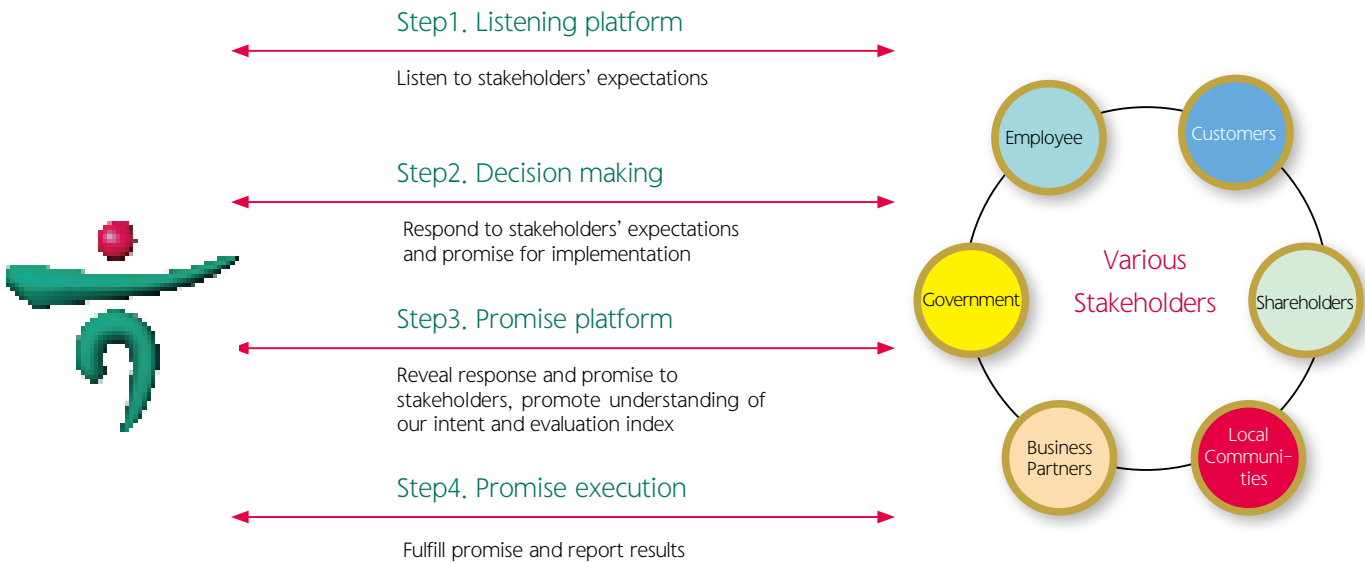 Step1. Listening platform
Listen to stakeholders' expectations
Step2. Decision making
Respond to stakeholders' expectations
and promise for implementation
Step3. Promise platform
Reveal response and promise to
stakeholders, promote understanding of
our intent and evaluation index
Step4. Promise execution
Fulfill promise and report results
Employee
Customers
Government
Various
Stakeholders
Shareholders
Business
Partners
Local
Communi-
ties